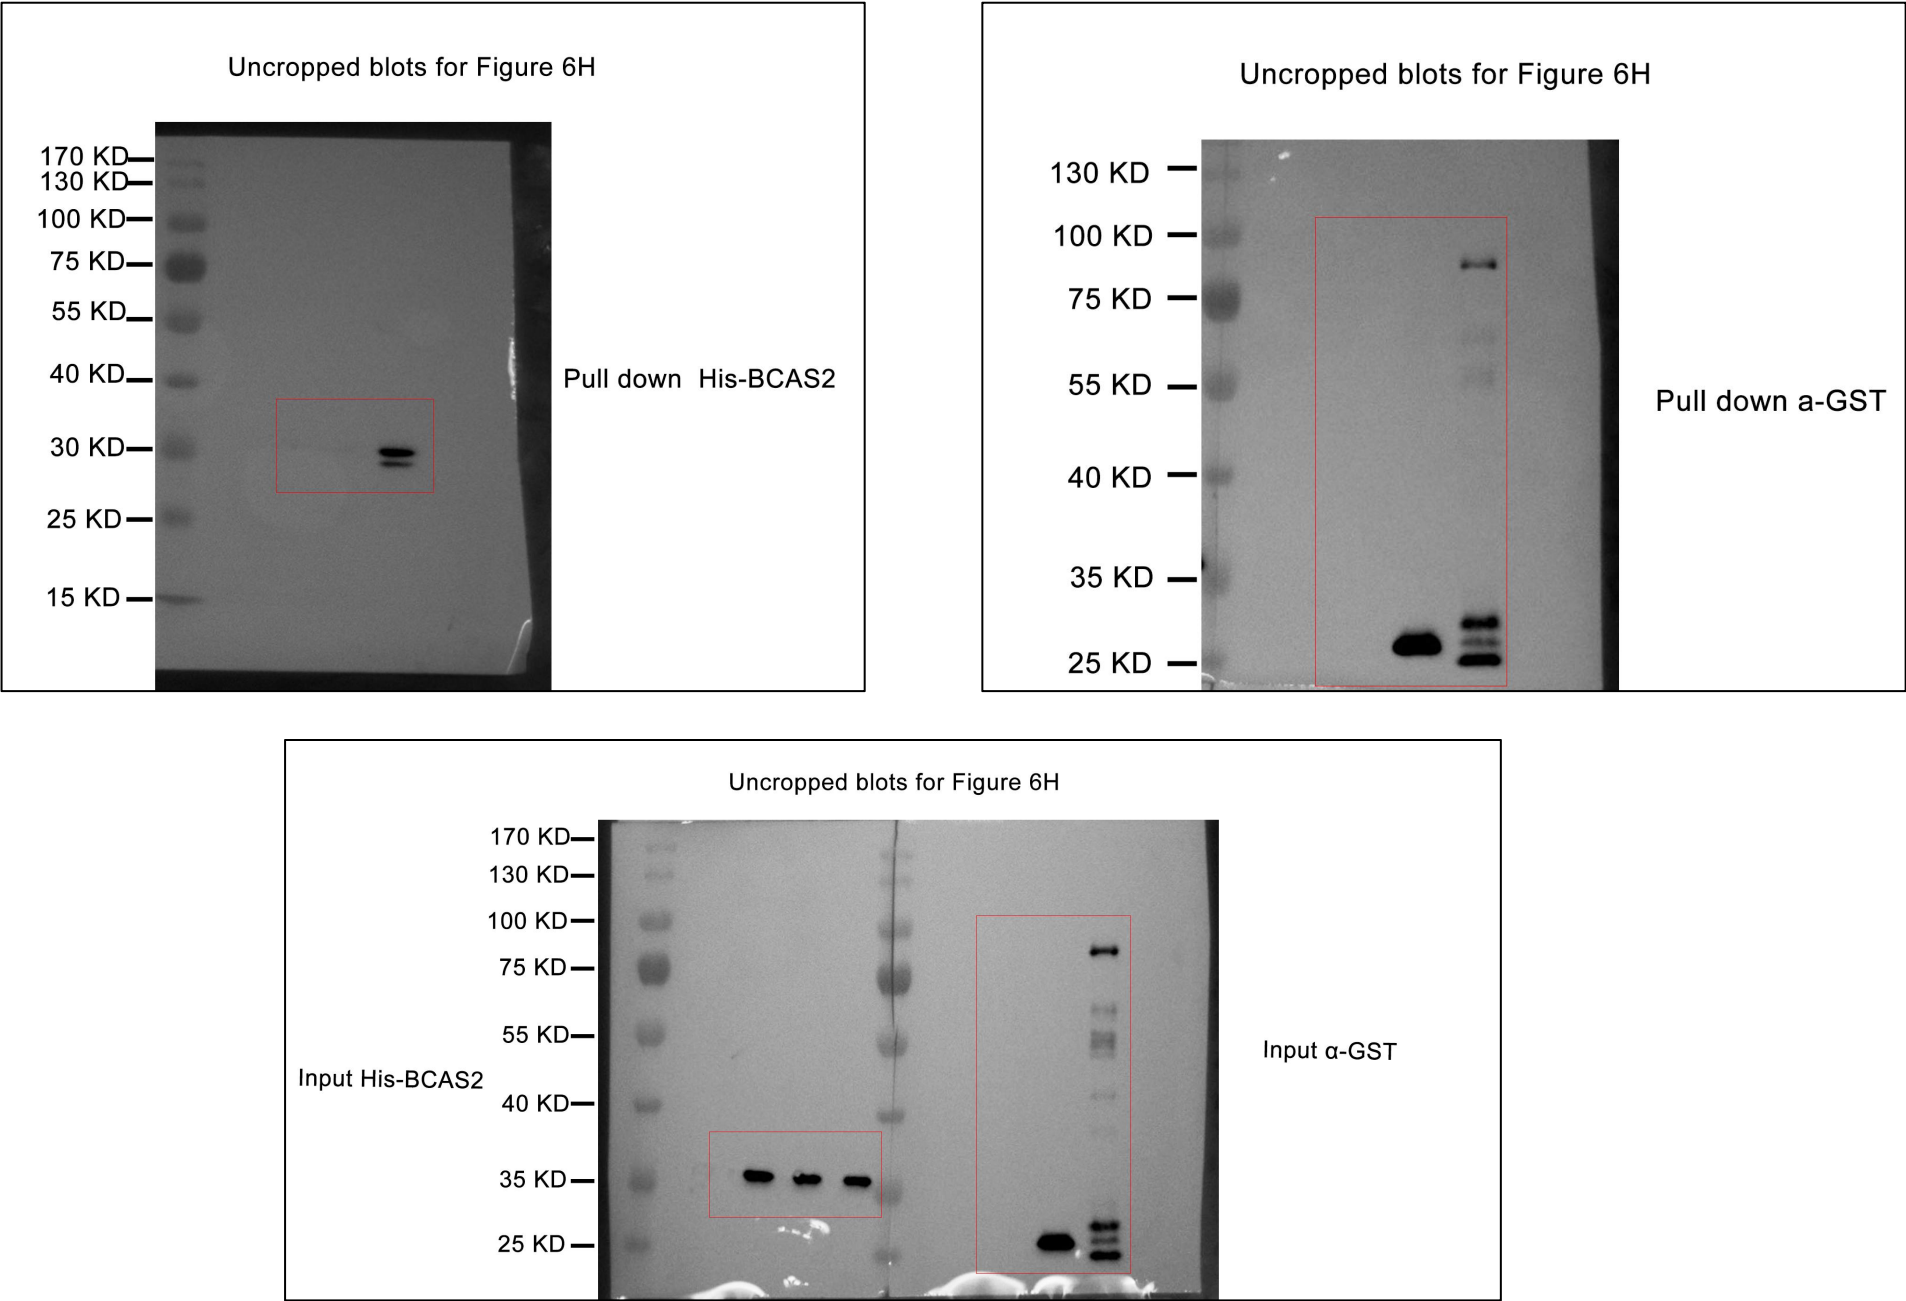 Uncropped blots for Figure 6H
170 KD
130 KD
100 KD
75 KD
55 KD
40 KD
30 KD
25 KD
15 KD
Pull down His-BCAS2
Uncropped blots for Figure 6H
130 KD
100 KD
75 KD
55 KD
40 KD
35 KD
25 KD
Pull down a-GST
Uncropped blots for Figure 6H
Input His-BCAS2
170 KD
130 KD
100 KD
75 KD
55 KD
40 KD
35 KD
25 KD
Input α-GST